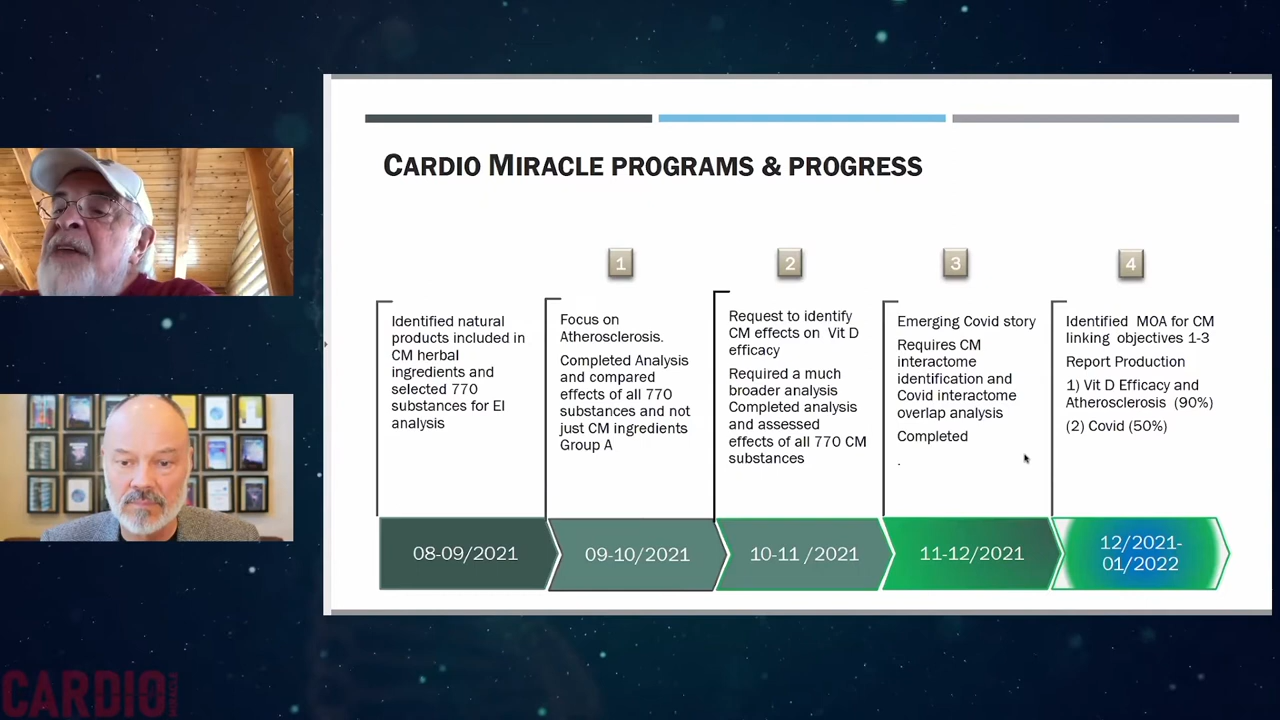 CARDIO MIRACLE PROGRAMS & PROGRESS
1
2
3
4
Identified natural
products included in
CM herbal
ingredients and
selected 770
substances for EI
analysis
Focus on
Atherosclerosis.
Completed Analysis
and compared
effects of all 770
substances and not
just CM ingredients
Group A
Request to identify
CM effects on Vit D
efficacy
Required a much
broader analysis
Completed analysis
and assessed
effects of all 770 CM
substances
Emerging Covid story
Requires CM
interactome
identification and
Covid interactome
overlap analysis
Completed
.
Identified MOA for CM
linking objectives 1-3
Report Production
1) Vit D Efficacy and
Atherosclerosis (90%)
(2) Covid (50%)
08-09/2021
09-10/2021
10-11 /2021
11-12/2021
12/2021-
01/2022
CARDIO
MIRACLE